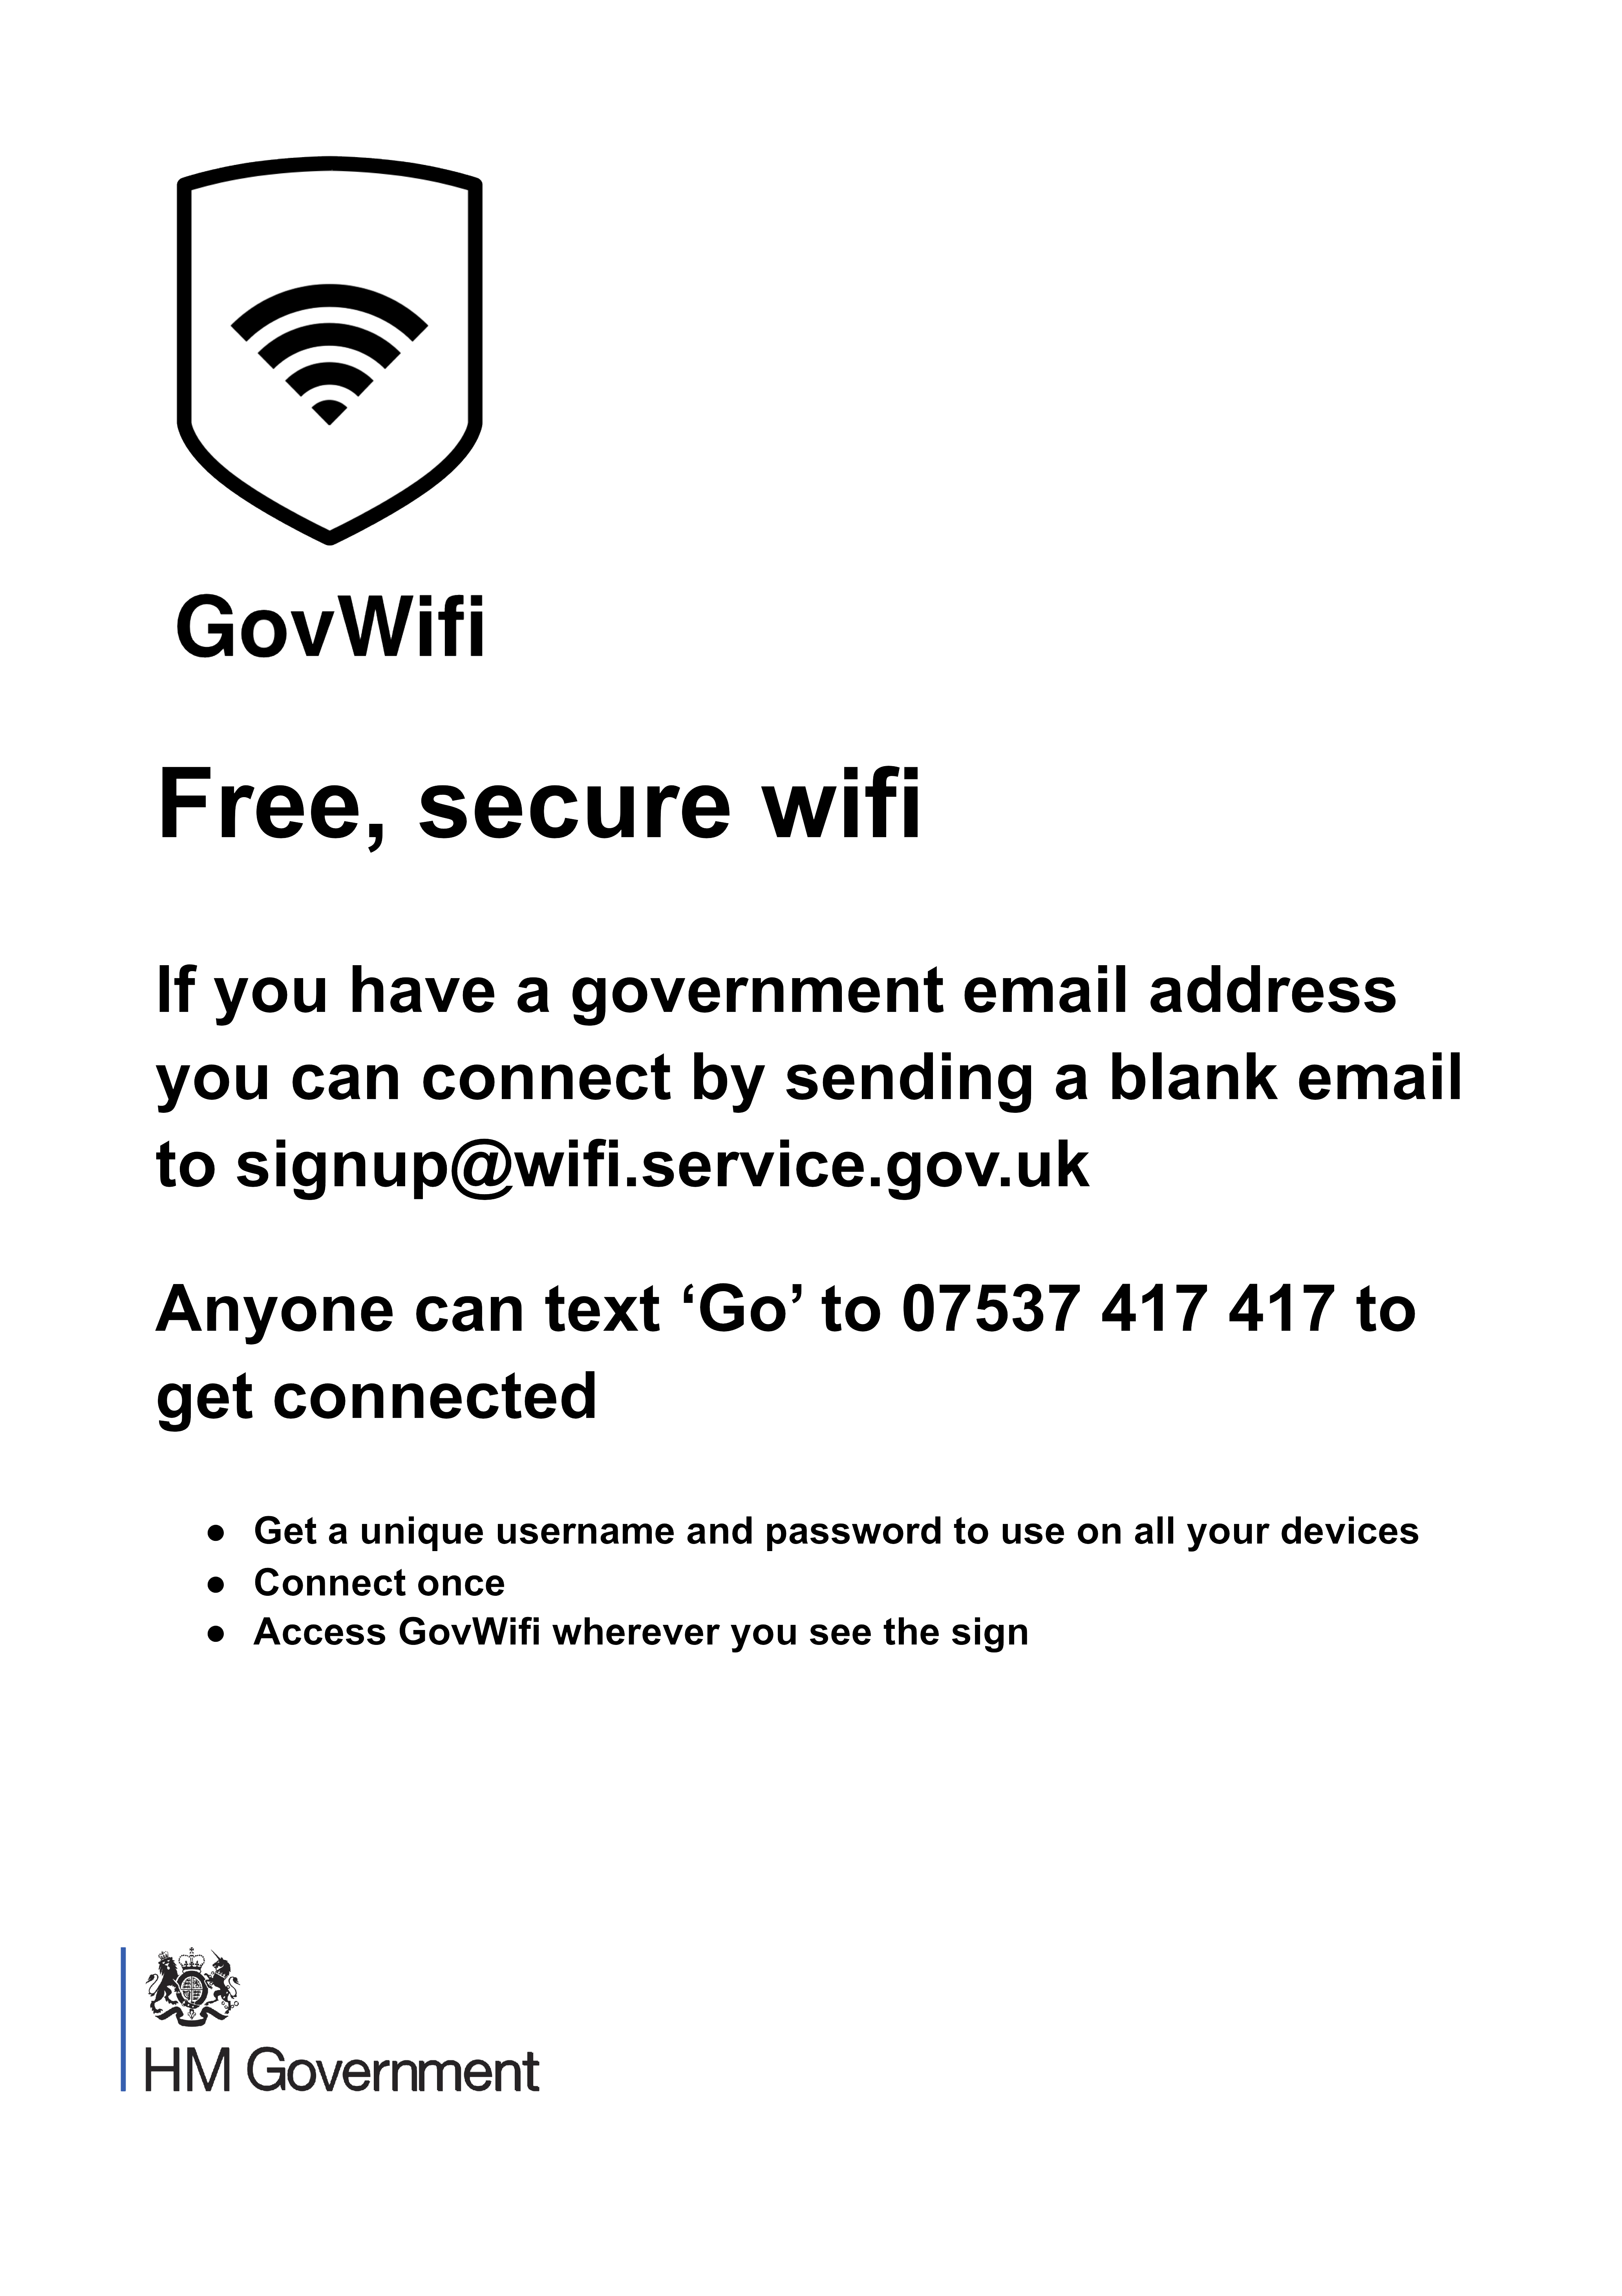 GovWifi
Free, secure wifi
If you have a government email address
you can connect by sending a blank email
to signup@wifi.service.gov.uk
Anyone can text ‘Go’ to 07537 417 417 to
get connected
● Get a unique username and password to use on all your devices
● Connect once
● Access GovWifi wherever you see the sign
HM Government